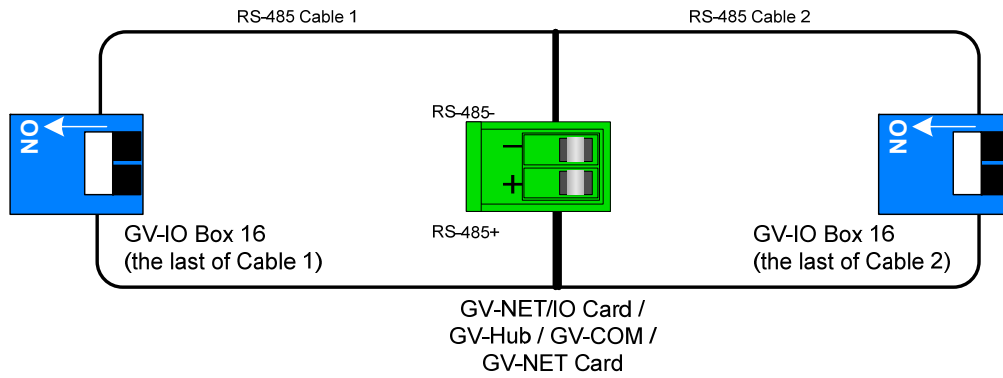 RS-485 Cable 1
RS-485 Cable 2
RS-485-
ON
ON
−
+
RS-485+
GV-IO Box 16
(the last of Cable 1)
GV-IO Box 16
(the last of Cable 2)
GV-NET/IO Card /
GV-Hub / GV-COM /
GV-NET Card